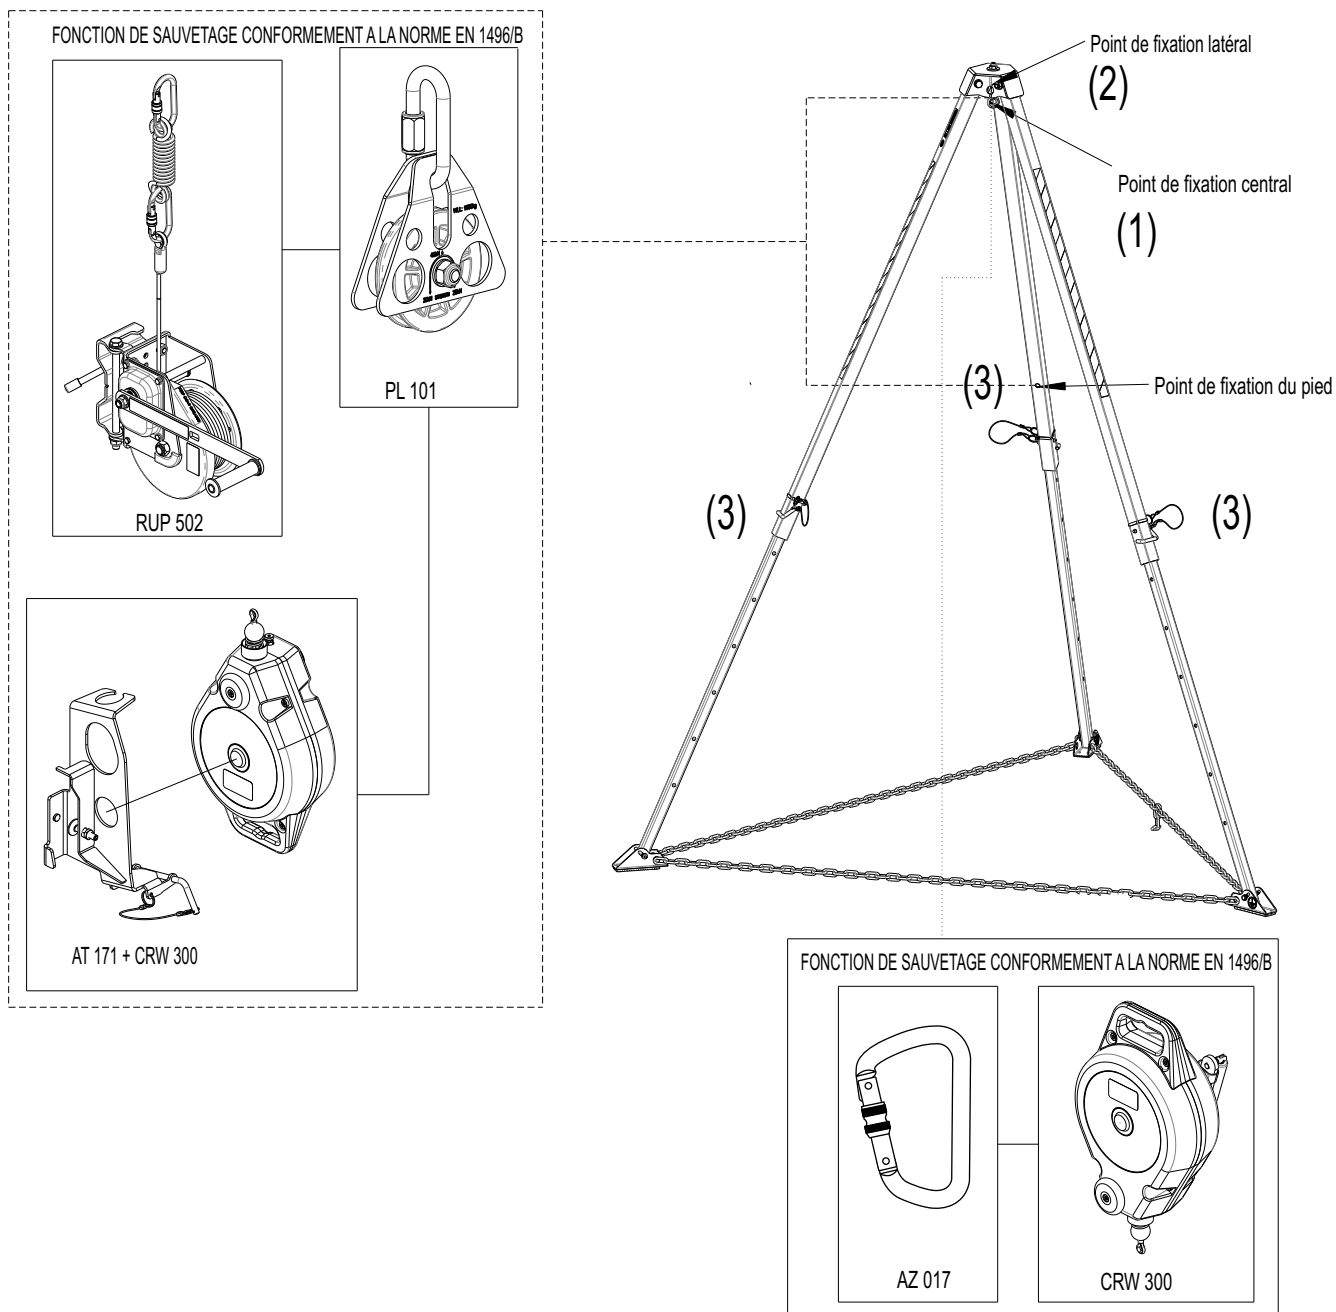 FONCTION DE SAUVETAGE CONFORMEMENT A LA NORME EN 1496/B
RUP 502
PL 101
AT 171 + CRW 300
Point de fixation latéral
(2)
Point de fixation central
(1)
(3)
Point de fixation du pied
(3)
(3)
FONCTION DE SAUVETAGE CONFORMEMENT A LA NORME EN 1496/B
AZ 017
CRW 300